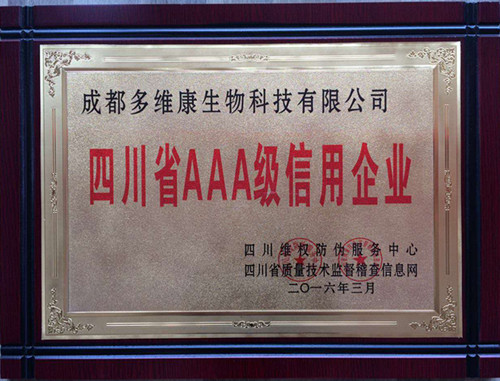 成都多维康生物科技有限公司
四川省AAA级信用企业
四川维权防伪服务中心
四川省质量技术监督稽查信息网
二〇一六年三月